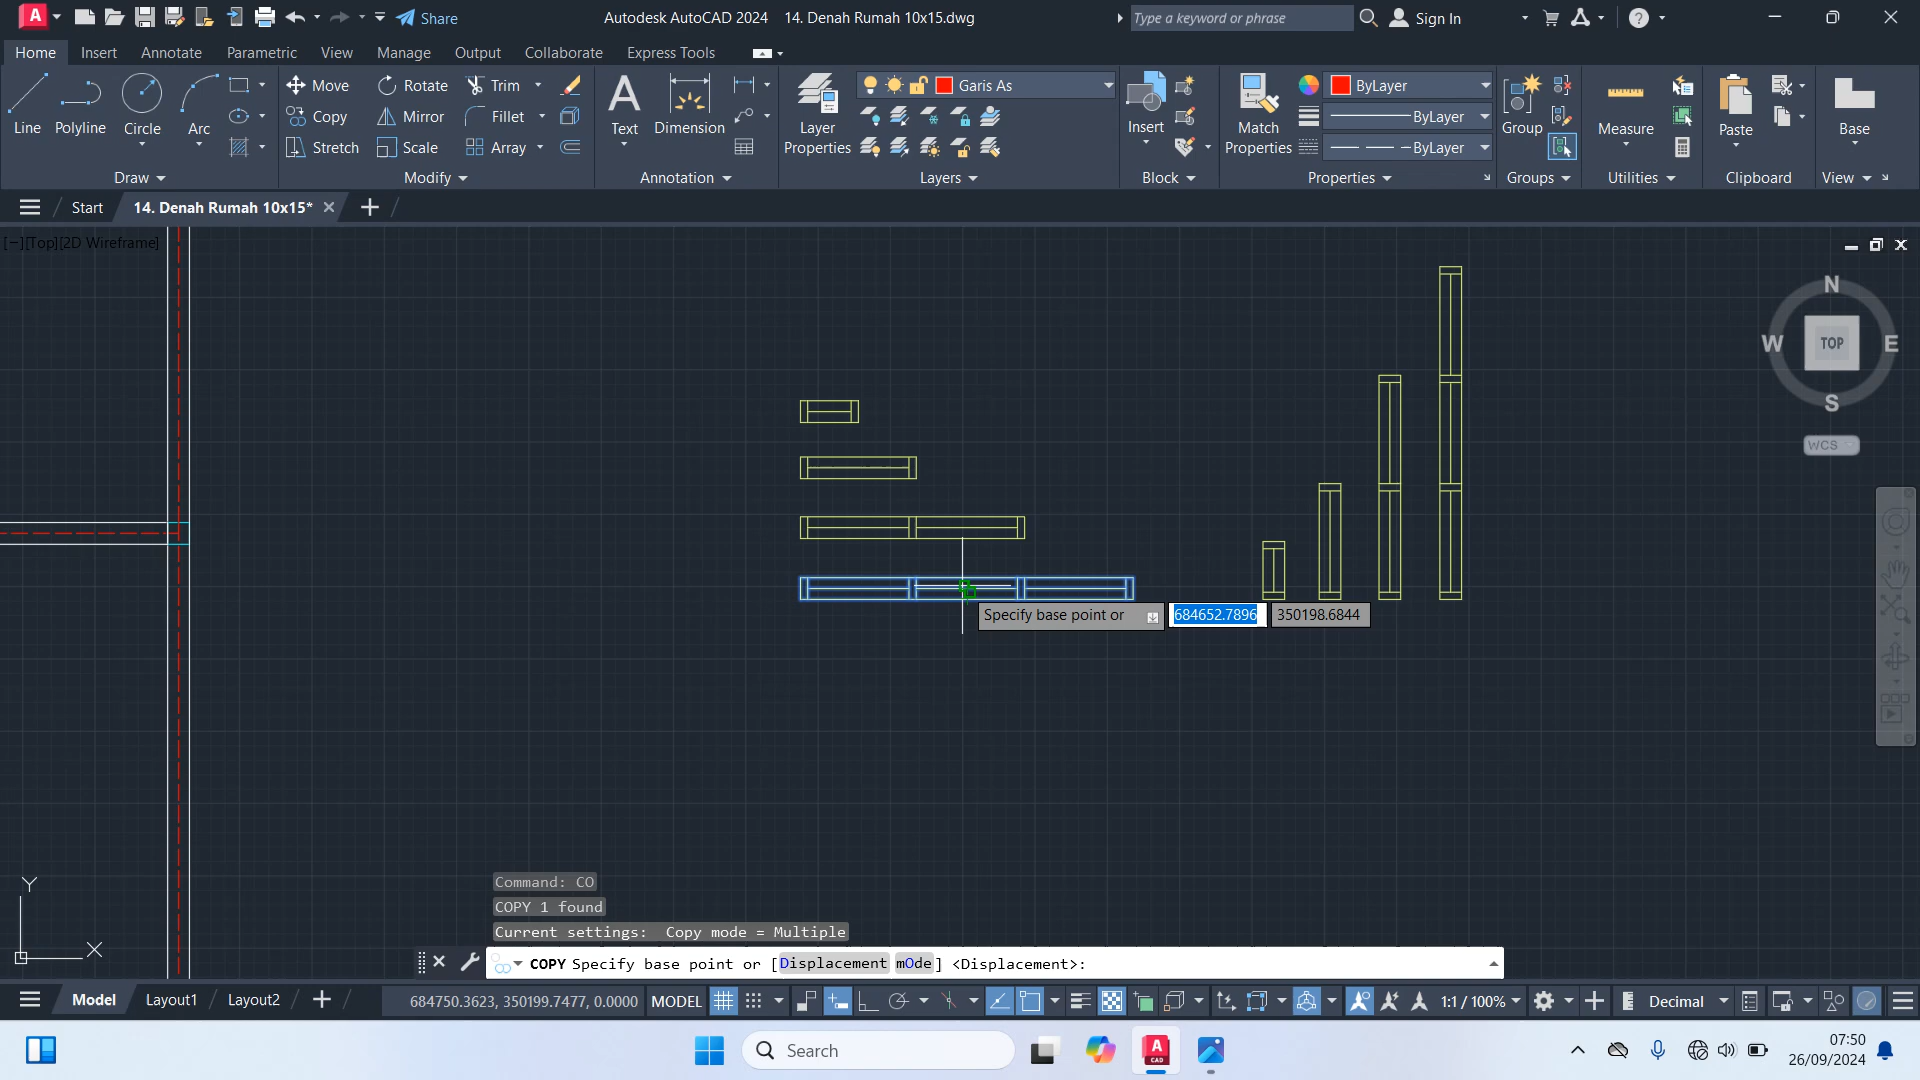 Share
Autodesk AutoCAD 2024 14. Denah Rumah 10x15.dwg
Type a keyword or phrase
Sign In
Home Insert Annotate Parametric View Manage Output Collaborate Express Tools
Line Polyline Circle Arc
Draw
Move Rotate Trim
Copy Mirror Fillet
Stretch Scale Array
Modify
Text Dimension
Annotation
Layer Properties
Garis As
Layers
Insert
Block
Match Properties
ByLayer
ByLayer
ByLayer
Properties
Group
Groups
Measure
Utilities
Paste
Clipboard
Base
View
Start 14. Denah Rumah 10x15*
[−][Top][2D Wireframe]
N
W TOP E
S
WCS
Specify base point or 684652.7896 350198.6844
Y
X
Command: CO
COPY 1 found
Current settings: Copy mode = Multiple
COPY Specify base point or [Displacement mOde] <Displacement>:
Model Layout1 Layout2
684750.3623, 350199.7477, 0.0000 MODEL
1:1 / 100%
Decimal
Search
A CAD
07:50
26/09/2024